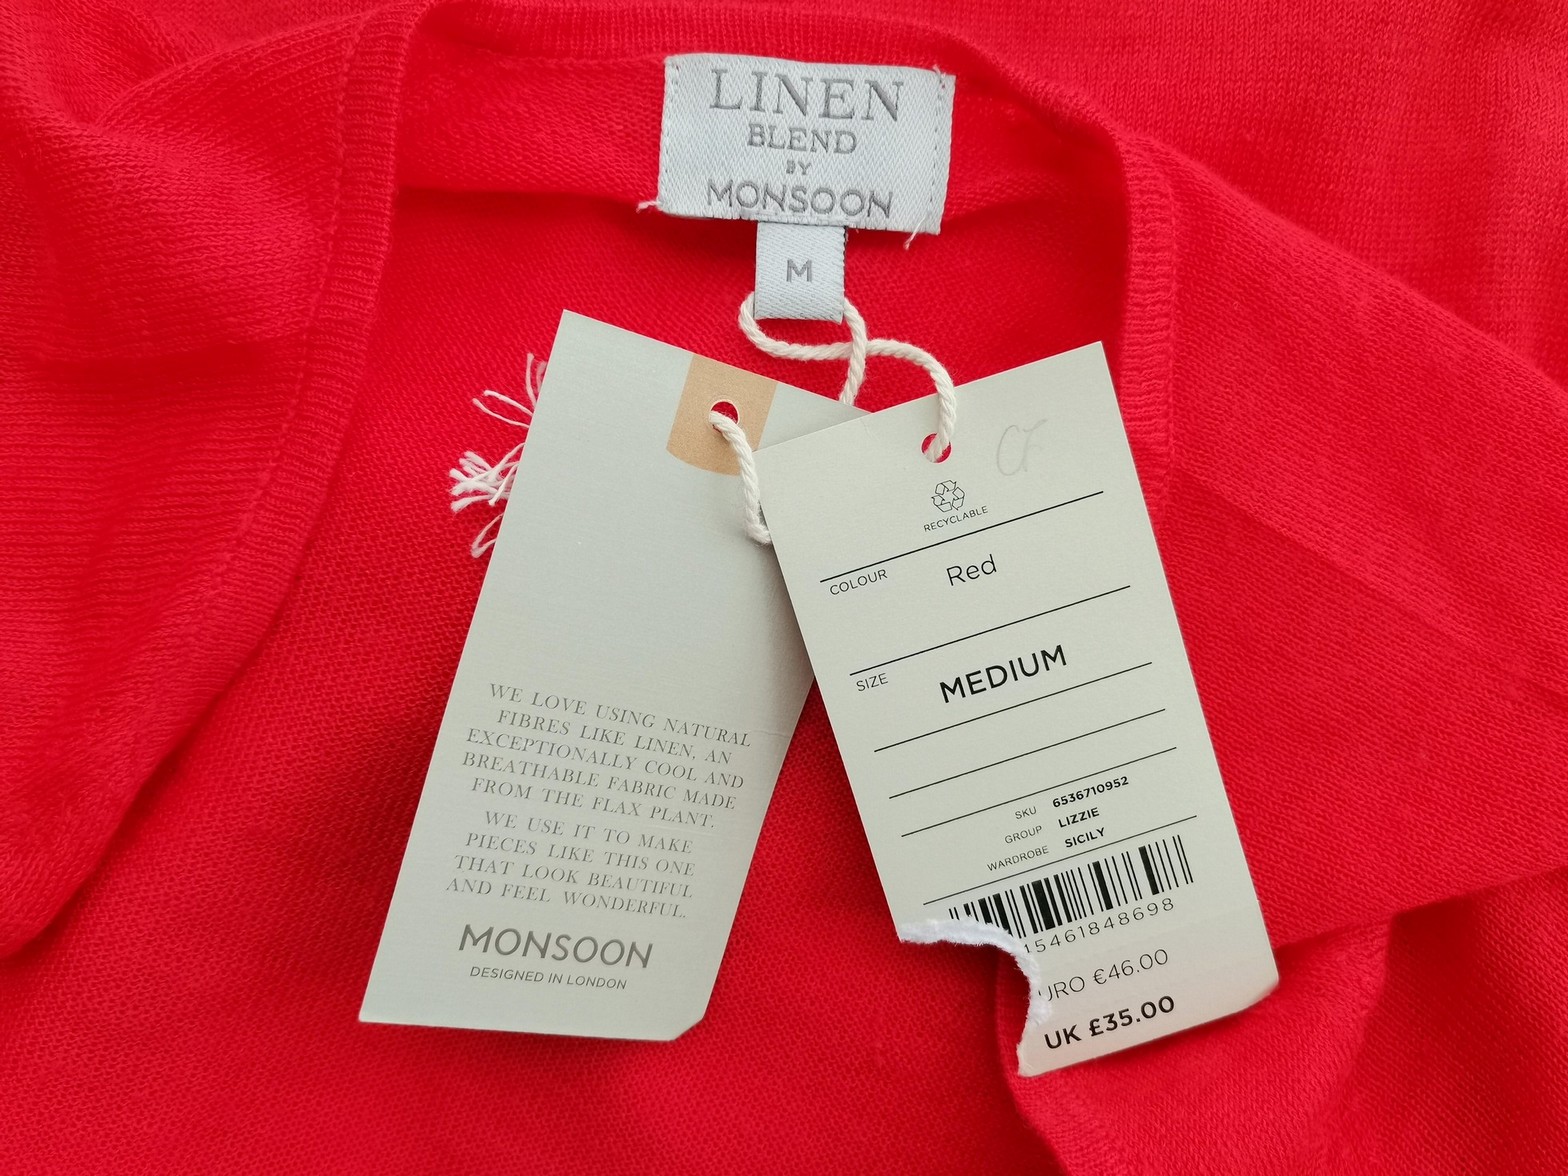 LINEN
BLEND
BY
MONSOON
M
WE LOVE USING NATURAL
FIBRES LIKE LINEN, AN
EXCEPTIONALLY COOL AND
BREATHABLE FABRIC MADE
FROM THE FLAX PLANT.
WE USE IT TO MAKE
PIECES LIKE THIS ONE
THAT LOOK BEAUTIFUL
AND FEEL WONDERFUL.
MONSOON
DESIGNED IN LONDON
CF
RECYCLABLE
COLOUR Red
SIZE MEDIUM
SKU 6536710952
GROUP LIZZIE
WARDROBE SICILY
15461848698
URO €46.00
UK £35.00